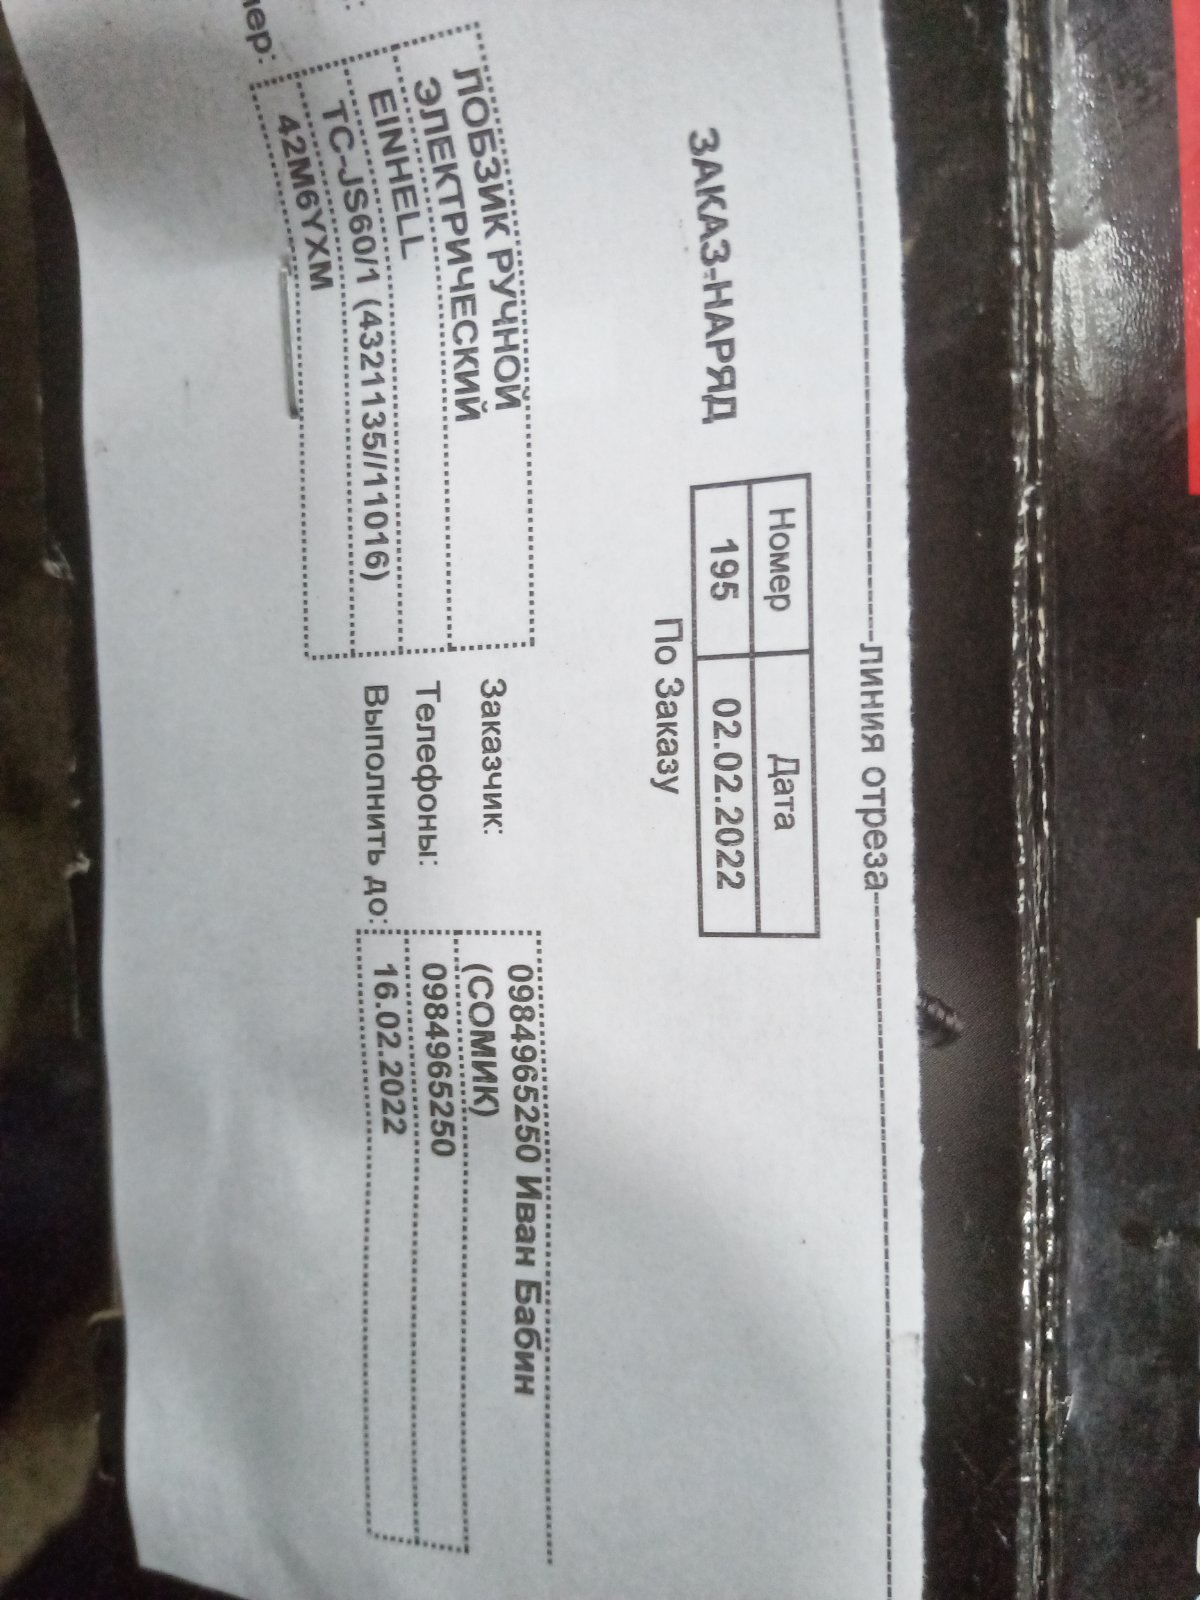 линия отреза
ЗАКАЗ-НАРЯД
Номер Дата
195 02.02.2022
По Заказу
ЛОБЗИК РУЧНОЙ
ЭЛЕКТРИЧЕСКИЙ
EINHELL
TC-JS60/1 (4321135//11016)
42M6YXM
Заказчик: 0984965250 Иван Бабин
(СОМИК)
Телефоны: 0984965250
Выполнить до: 16.02.2022